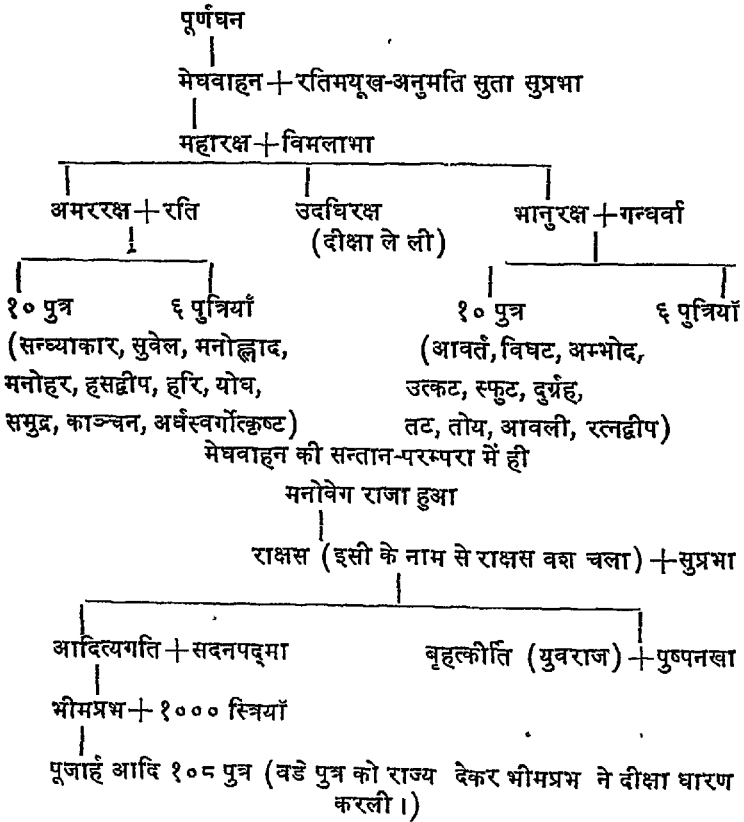 पूर्णघन
मेघवाहन + रतिमयूख-अनुमति सुता सुप्रभा
महारक्ष + विमलाभा
अमररक्ष + रति उदधिरक्ष भानुरक्ष + गन्धर्वा
(दीक्षा ले ली)
१० पुत्र ६ पुत्रियाँ १० पुत्र ६ पुत्रियाँ
(सन्ध्याकार, सुवेल, मनोह्लाद, (आवर्त, विघट, अम्भोद,
मनोहर, हसद्वीप, हरि, योध, उत्कट, स्फुट, दुर्ग्रह,
समुद्र, काञ्चन, अर्धस्वर्गोत्कृष्ट) तट, तोय, आवली, रत्नद्वीप)
मेघवाहन की सन्तान-परम्परा में ही
मनोवेग राजा हुआ
राक्षस (इसी के नाम से राक्षस वश चला) + सुप्रभा
आदित्यगति + सदनपद्मा बृहत्कीर्ति (युवराज) + पुष्पनखा
भीमप्रभ + १००० स्त्रियाँ
पूजार्ह आदि १०८ पुत्र (वडे पुत्र को राज्य देकर भीमप्रभ ने दीक्षा धारण
करली।)